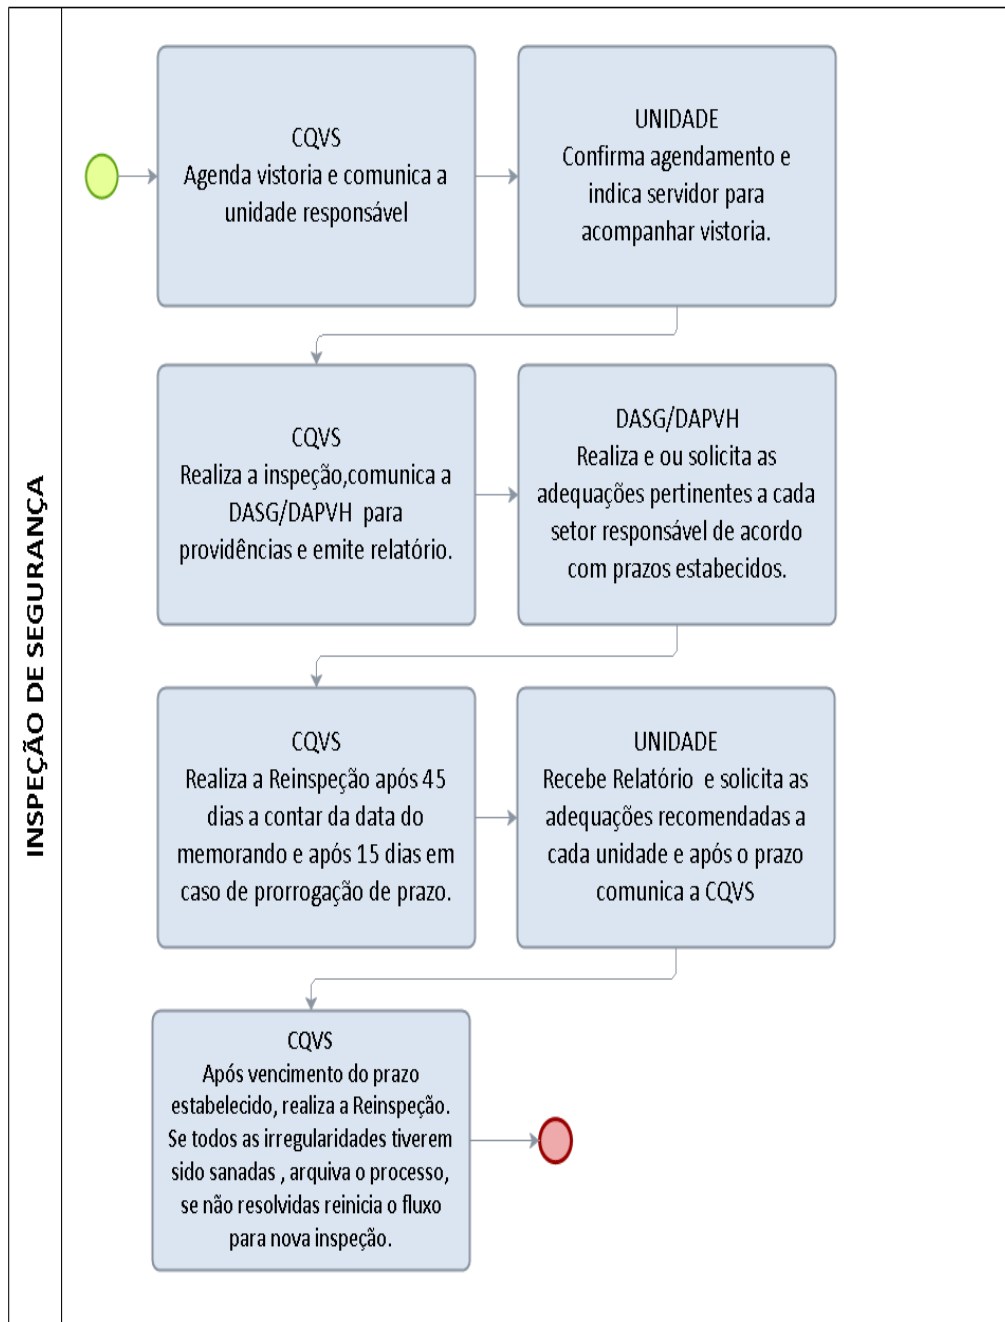 INSPEÇÃO DE SEGURANÇA
CQVS
Agenda vistoria e comunica a
unidade responsável
UNIDADE
Confirma agendamento e
indica servidor para
acompanhar vistoria.
CQVS
Realiza a inspeção,comunica a
DASG/DAPVH para
providências e emite relatório.
DASG/DAPVH
Realiza e ou solicita as
adequações pertinentes a cada
setor responsável de acordo
com prazos estabecidos.
CQVS
Realiza a Reinspeção após 45
dias a contar da data do
memorando e após 15 dias em
caso de prorrogação de prazo.
UNIDADE
Recebe Relatório e solicita as
adequações recomendadas a
cada unidade e após o prazo
comunica a CQVS
CQVS
Após vencimento do prazo
estabelecido, realiza a Reinspeção.
Se todos as irregularidades tiverem
sido sanadas , arquiva o processo,
se não resolvidas reinicia o fluxo
para nova inspeção.